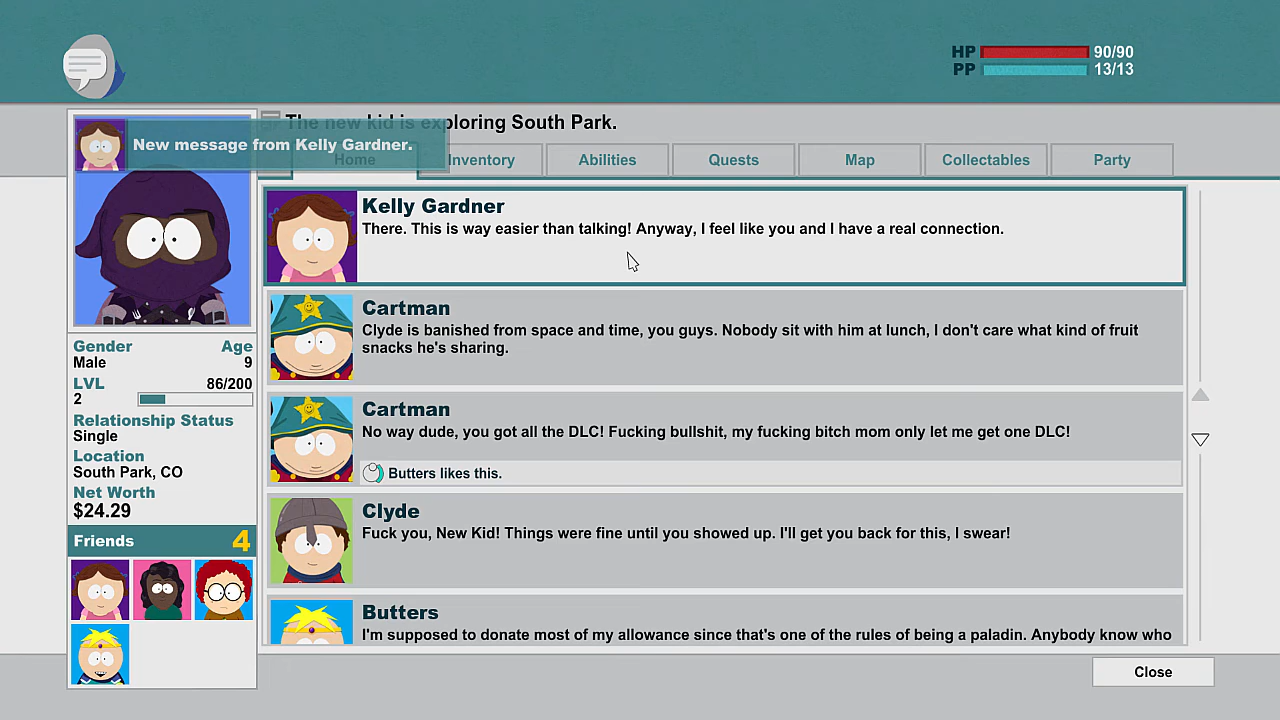 HP 90/90
PP 13/13
The new kid is exploring South Park.
New message from Kelly Gardner.
Home Inventory Abilities Quests Map Collectables Party
Gender Age
Male 9
LVL 86/200
2
Relationship Status
Single
Location
South Park, CO
Net Worth
$24.29
Friends 4
Kelly Gardner
There. This is way easier than talking! Anyway, I feel like you and I have a real connection.
Cartman
Clyde is banished from space and time, you guys. Nobody sit with him at lunch, I don't care what kind of fruit
snacks he's sharing.
Cartman
No way dude, you got all the DLC! Fucking bullshit, my fucking bitch mom only let me get one DLC!
Butters likes this.
Clyde
Fuck you, New Kid! Things were fine until you showed up. I'll get you back for this, I swear!
Butters
I'm supposed to donate most of my allowance since that's one of the rules of being a paladin. Anybody know who
Close